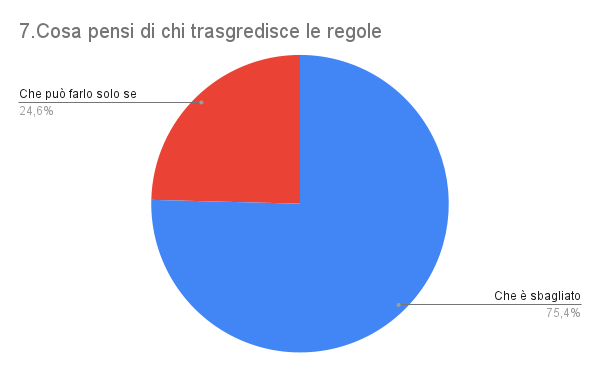 7.Cosa pensi di chi trasgredisce le regole
Che può farlo solo se
24,6%
Che è sbagliato
75,4%